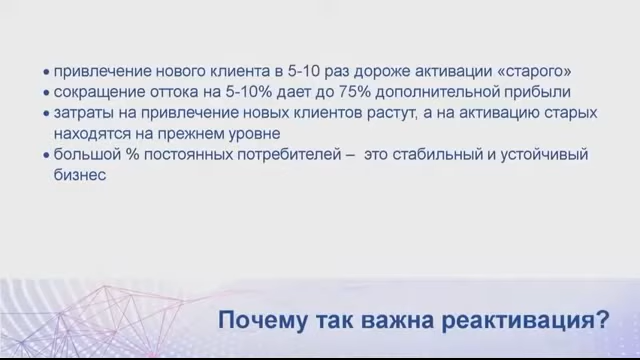 • привлечение нового клиента в 5-10 раз дороже активации «старого»
• сокращение оттока на 5-10% дает до 75% дополнительной прибыли
• затраты на привлечение новых клиентов растут, а на активацию старых
находятся на прежнем уровне
• большой % постоянных потребителей – это стабильный и устойчивый
бизнес
Почему так важна реактивация?